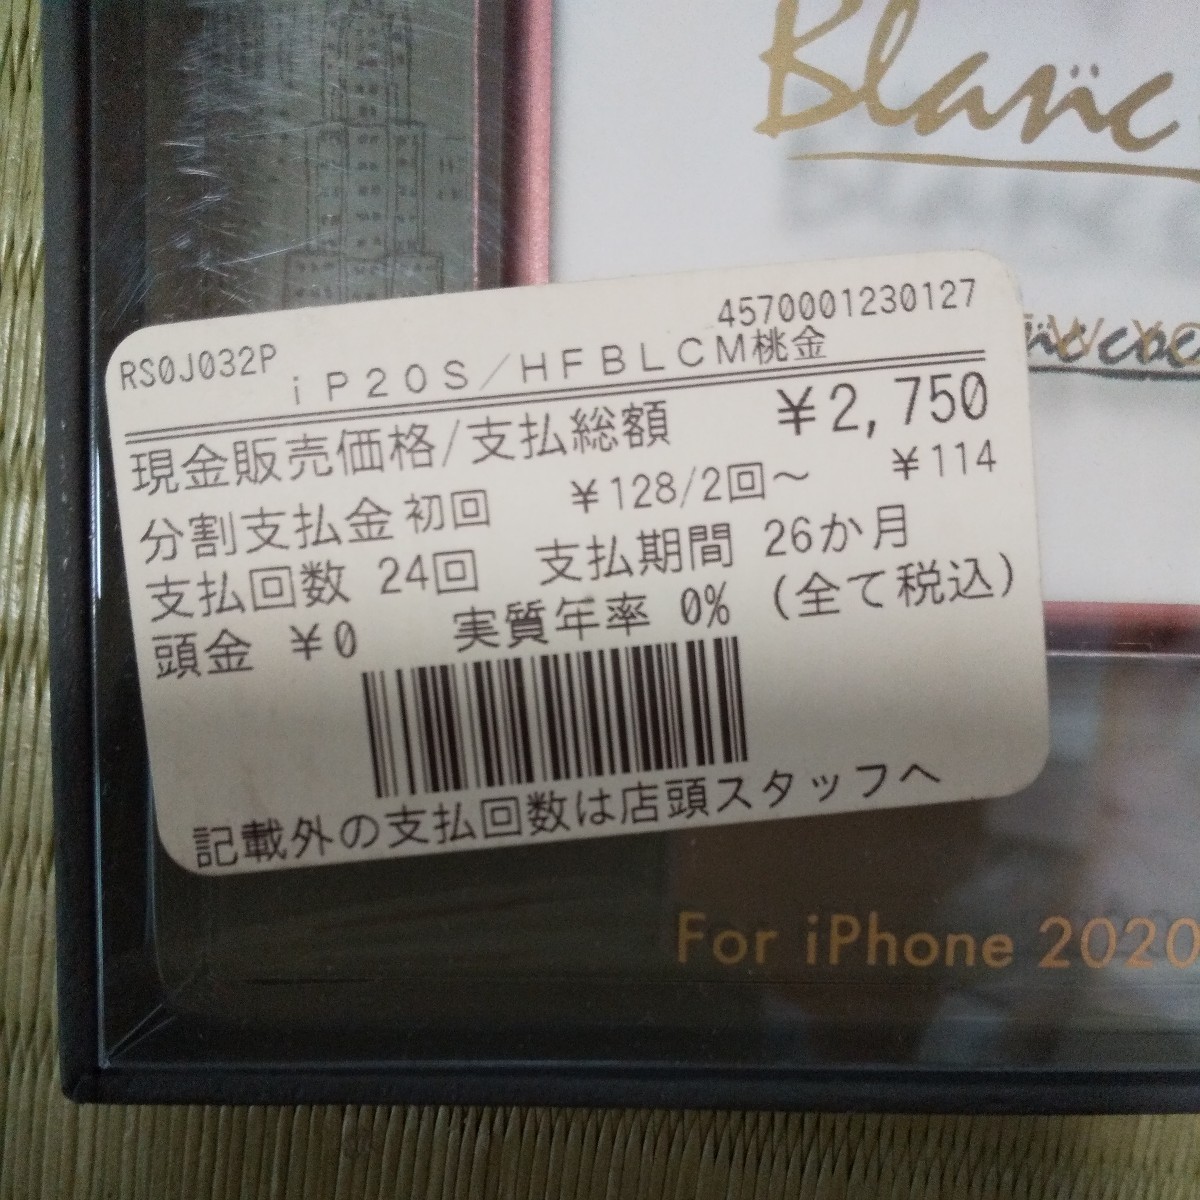 Blanc
RS0J032P
4570001230127
iP20S/HFBLCM桃金
現金販売価格/支払総額 ¥2,750
分割支払金初回 ¥128/2回~ ¥114
支払回数 24回 支払期間 26か月
頭金 ¥0 実質年率 0% (全て税込)
記載外の支払回数は店頭スタッフへ
For iPhone 2020